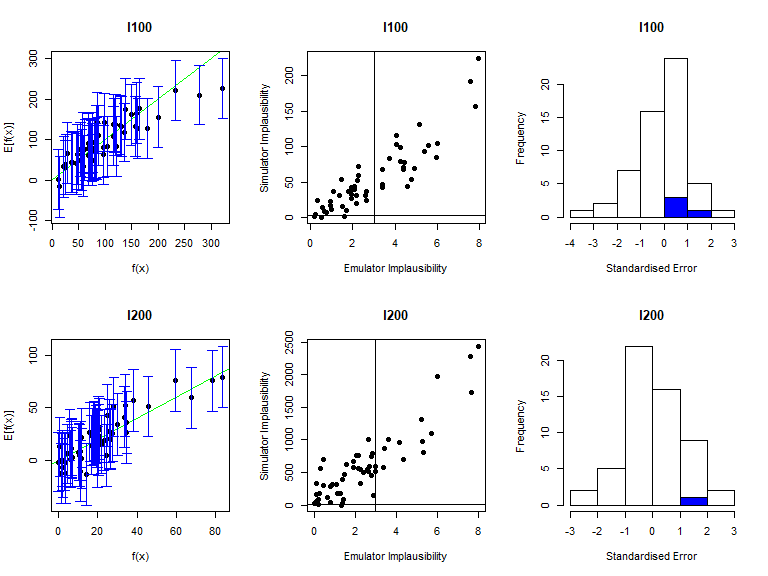 I100
I100
I100
E[f(x)]
-100 0 100 200 300
0 50 100 150 200 250 300
f(x)
Simulator Implausibility
0 50 100 150 200
0 2 4 6 8
Emulator Implausibility
Frequency
0 5 10 15 20
-4 -3 -2 -1 0 1 2 3
Standardised Error
I200
I200
I200
E[f(x)]
0 50 100
0 20 40 60 80
f(x)
Simulator Implausibility
0 500 1000 1500 2000 2500
0 2 4 6 8
Emulator Implausibility
Frequency
0 5 10 15 20
-3 -2 -1 0 1 2 3
Standardised Error